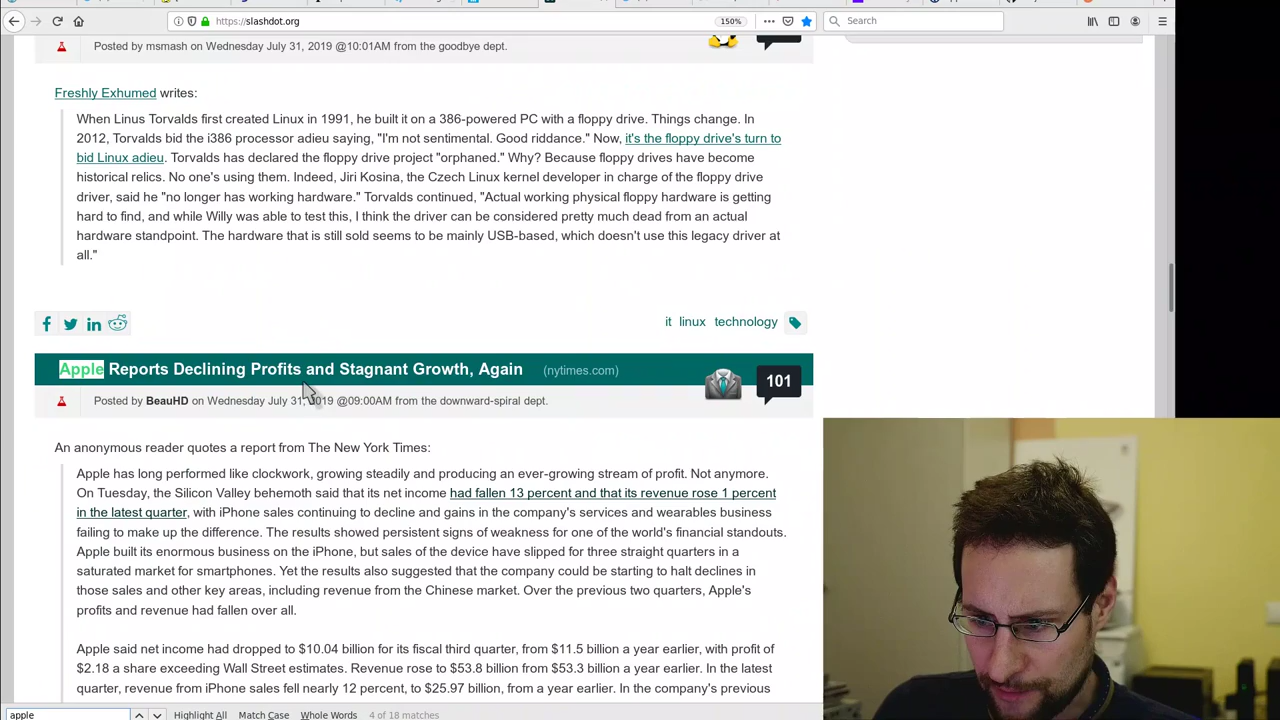 https://slashdot.org
150%
Search
Posted by msmash on Wednesday July 31, 2019 @10:01AM from the goodbye dept.
Freshly Exhumed writes:
When Linus Torvalds first created Linux in 1991, he built it on a 386-powered PC with a floppy drive. Things change. In
2012, Torvalds bid the i386 processor adieu saying, "I'm not sentimental. Good riddance." Now, it's the floppy drive's turn to
bid Linux adieu. Torvalds has declared the floppy drive project "orphaned." Why? Because floppy drives have become
historical relics. No one's using them. Indeed, Jiri Kosina, the Czech Linux kernel developer in charge of the floppy drive
driver, said he "no longer has working hardware." Torvalds continued, "Actual working physical floppy hardware is getting
hard to find, and while Willy was able to test this, I think the driver can be considered pretty much dead from an actual
hardware standpoint. The hardware that is still sold seems to be mainly USB-based, which doesn't use this legacy driver at
all."
it linux technology
Apple Reports Declining Profits and Stagnant Growth, Again (nytimes.com)
101
Posted by BeauHD on Wednesday July 31, 2019 @09:00AM from the downward-spiral dept.
An anonymous reader quotes a report from The New York Times:
Apple has long performed like clockwork, growing steadily and producing an ever-growing stream of profit. Not anymore.
On Tuesday, the Silicon Valley behemoth said that its net income had fallen 13 percent and that its revenue rose 1 percent
in the latest quarter, with iPhone sales continuing to decline and gains in the company's services and wearables business
failing to make up the difference. The results showed persistent signs of weakness for one of the world's financial standouts.
Apple built its enormous business on the iPhone, but sales of the device have slipped for three straight quarters in a
saturated market for smartphones. Yet the results also suggested that the company could be starting to halt declines in
those sales and other key areas, including revenue from the Chinese market. Over the previous two quarters, Apple's
profits and revenue had fallen over all.
Apple said net income had dropped to $10.04 billion for its fiscal third quarter, from $11.5 billion a year earlier, with profit of
$2.18 a share exceeding Wall Street estimates. Revenue rose to $53.8 billion from $53.3 billion from a year earlier. In the latest
quarter, revenue from iPhone sales fell nearly 12 percent, to $25.97 billion, from a year earlier. In the company's previous
apple
Highlight All Match Case Whole Words 4 of 18 matches